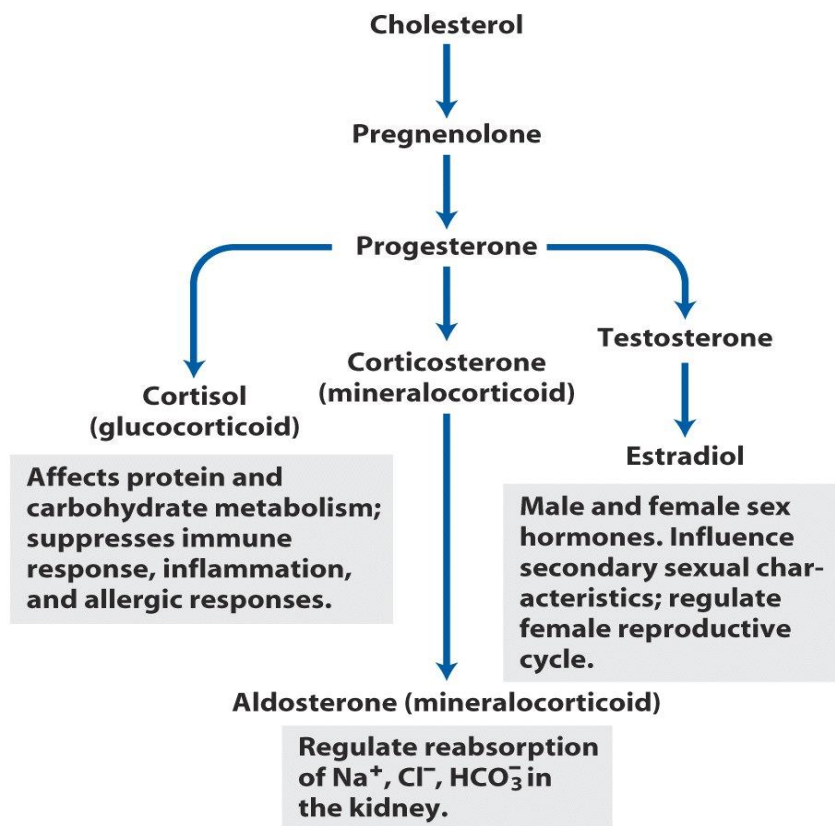 Cholesterol
Pregnenolone
Progesterone
Testosterone
Corticosterone
(mineralocorticoid)
Cortisol
(glucocorticoid)
Estradiol
Affects protein and
carbohydrate metabolism;
suppresses immune
response, inflammation,
and allergic responses.
Male and female sex
hormones. Influence
secondary sexual char-
acteristics; regulate
female reproductive
cycle.
Aldosterone (mineralocorticoid)
Regulate reabsorption
of Na⁺, Cl⁻, HCO₃⁻ in
the kidney.